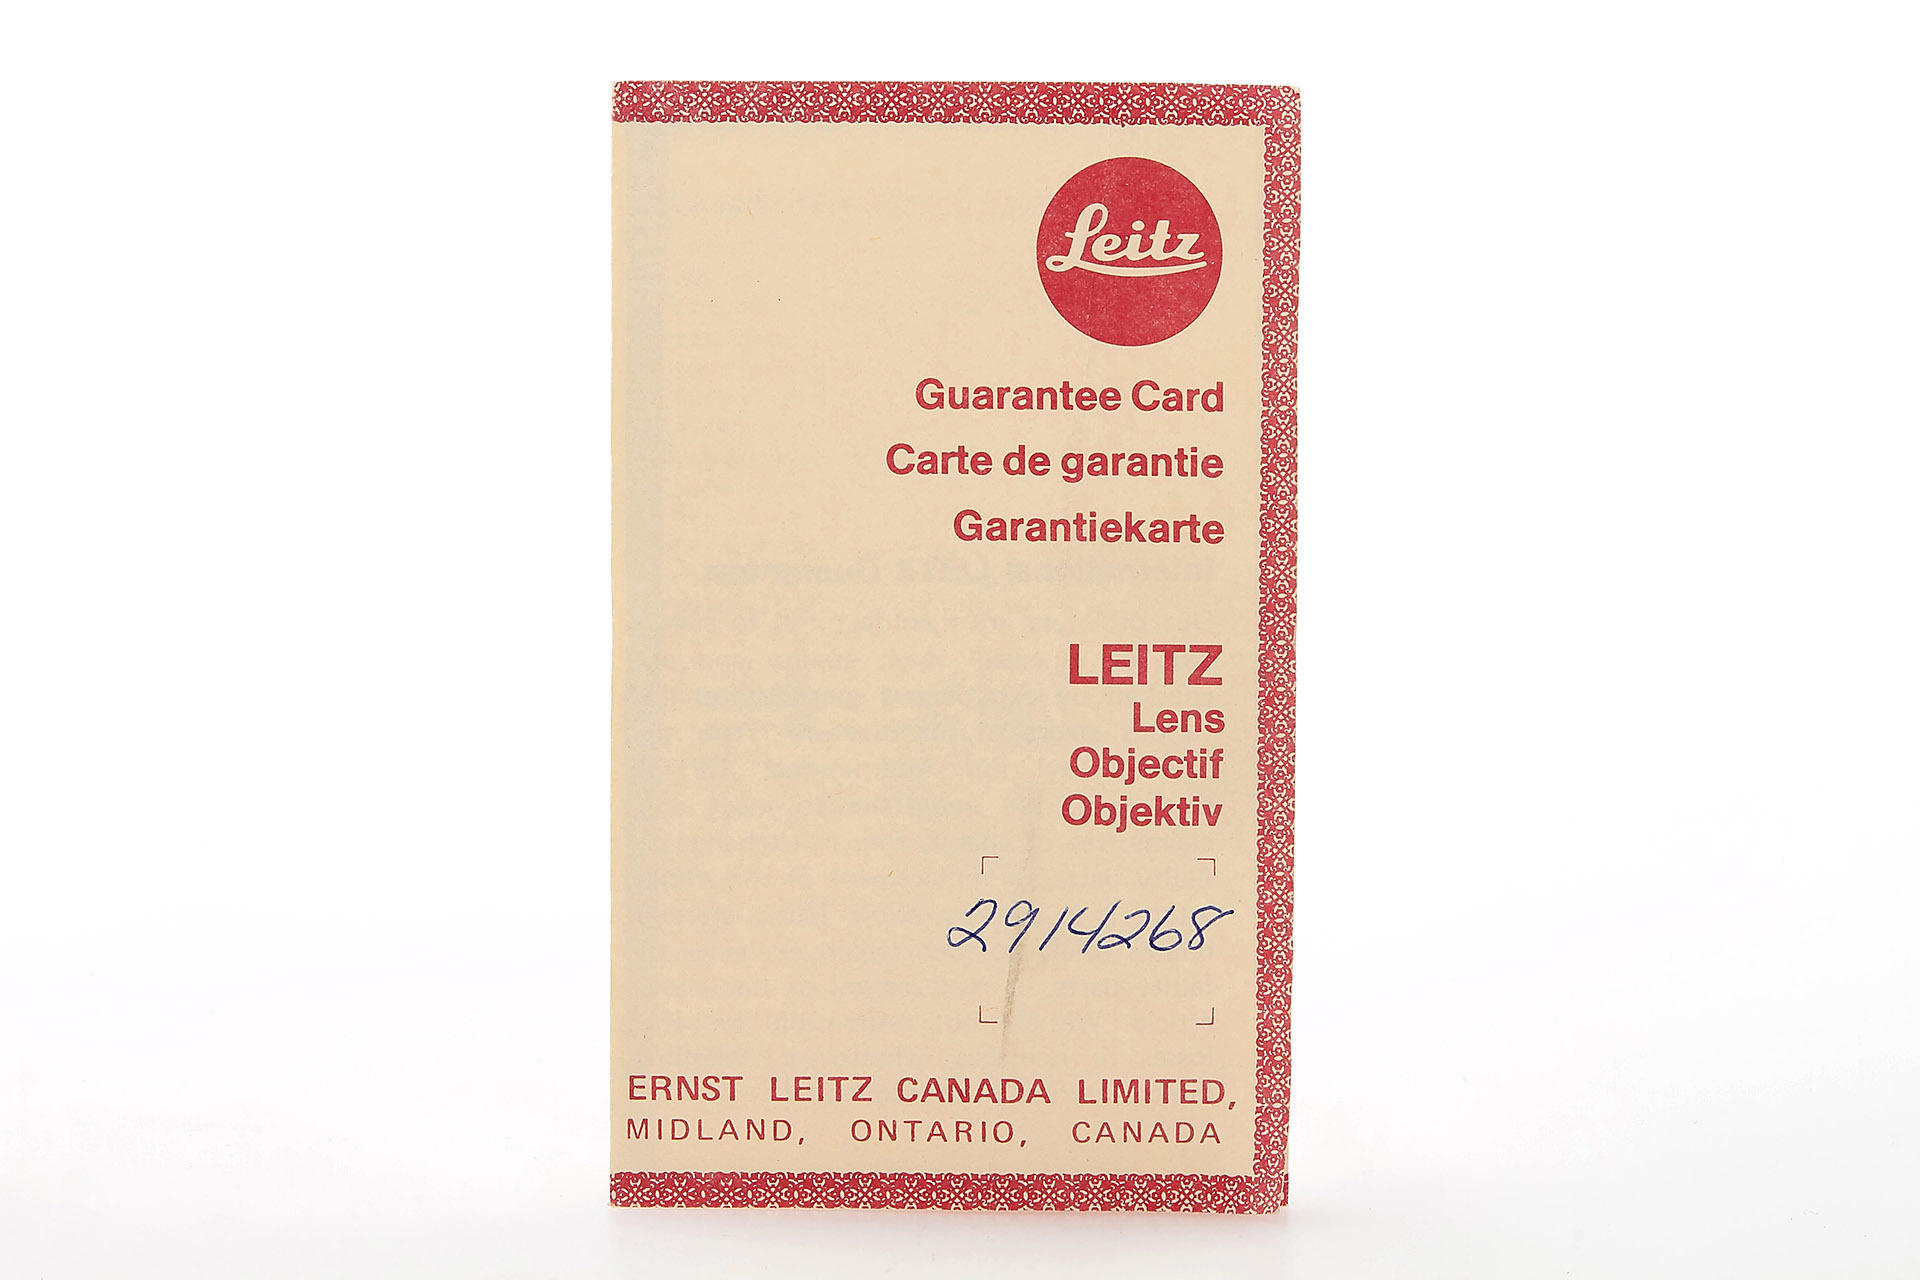 Leitz
Guarantee Card
Carte de garantie
Garantiekarte
LEITZ
Lens
Objectif
Objektiv
2914268
ERNST LEITZ CANADA LIMITED,
MIDLAND, ONTARIO, CANADA